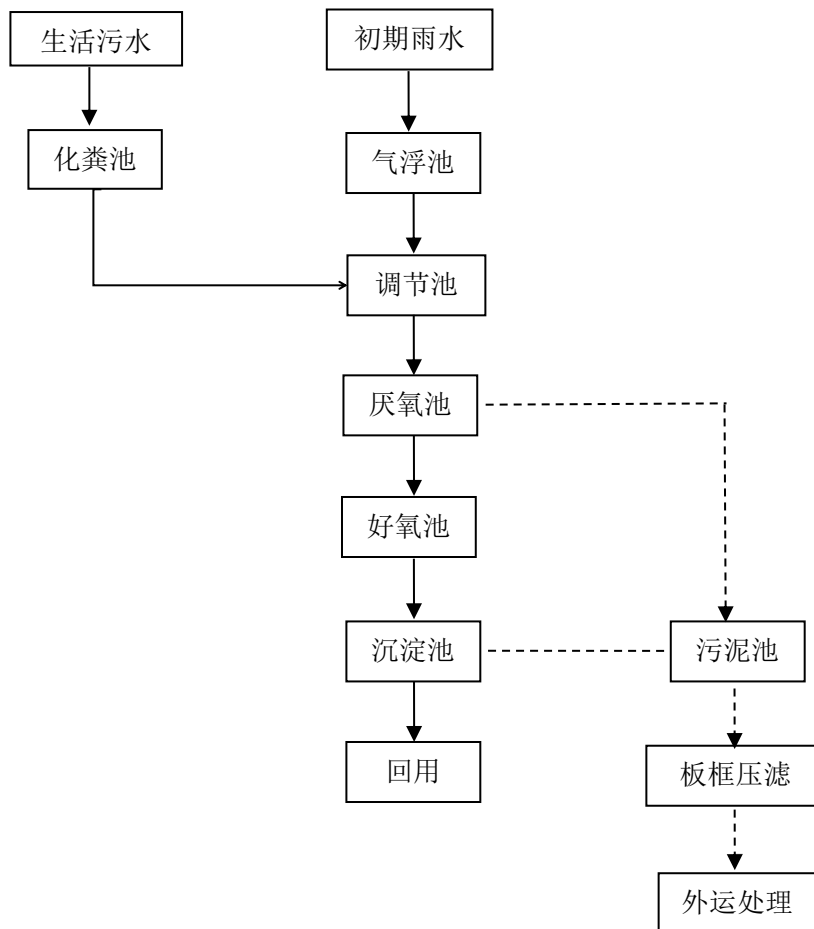 生活污水
初期雨水
化粪池
气浮池
调节池
厌氧池
好氧池
沉淀池
污泥池
回用
板框压滤
外运处理